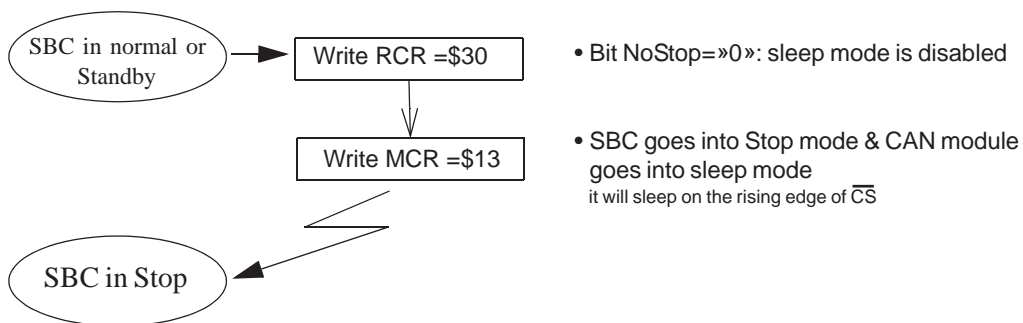 SBC in normal or
Standby
Write RCR =$30
• Bit NoStop=»0»: sleep mode is disabled
Write MCR =$13
• SBC goes into Stop mode & CAN module
goes into sleep mode
it will sleep on the rising edge of C̅S̅
SBC in Stop